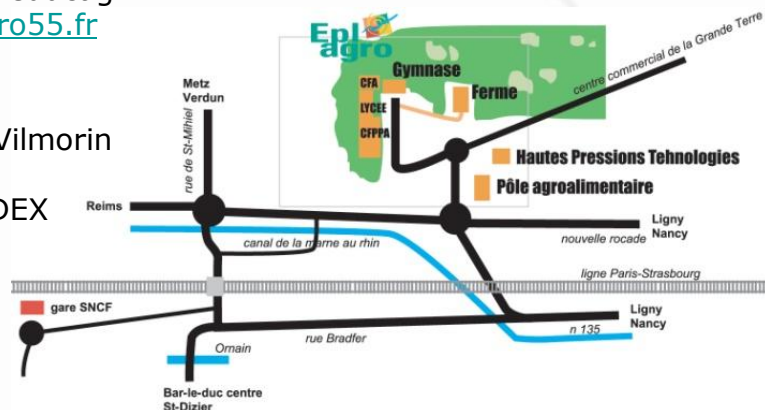 ro55.fr
Vilmorin
DEX
Epl
agro
Gymnase
CFA
Ferme
LYCEE
CFPPA
centre commercial de la Grande Terre
Metz
Verdun
rue de St-Mihiel
Hautes Pressions Tehnologies
Pôle agroalimentaire
Reims
Ligny
Nancy
nouvelle rocade
canal de la marne au rhin
ligne Paris-Strasbourg
gare SNCF
Ligny
Nancy
n 135
rue Bradfer
Ornain
Bar-le-duc centre
St-Dizier